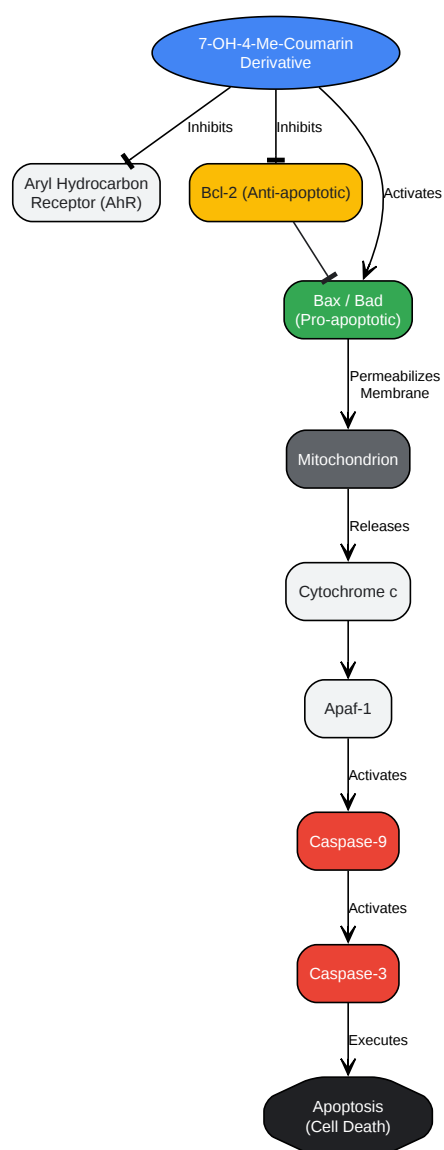 7-OH-4-Me-Coumarin
Derivative
Inhibits
Inhibits
Aryl Hydrocarbon
Receptor (AhR)
Bcl-2 (Anti-apoptotic)
Activates
Bax / Bad
(Pro-apoptotic)
Permeabilizes
Membrane
Mitochondrion
Releases
Cytochrome c
Apaf-1
Activates
Caspase-9
Activates
Caspase-3
Executes
Apoptosis
(Cell Death)